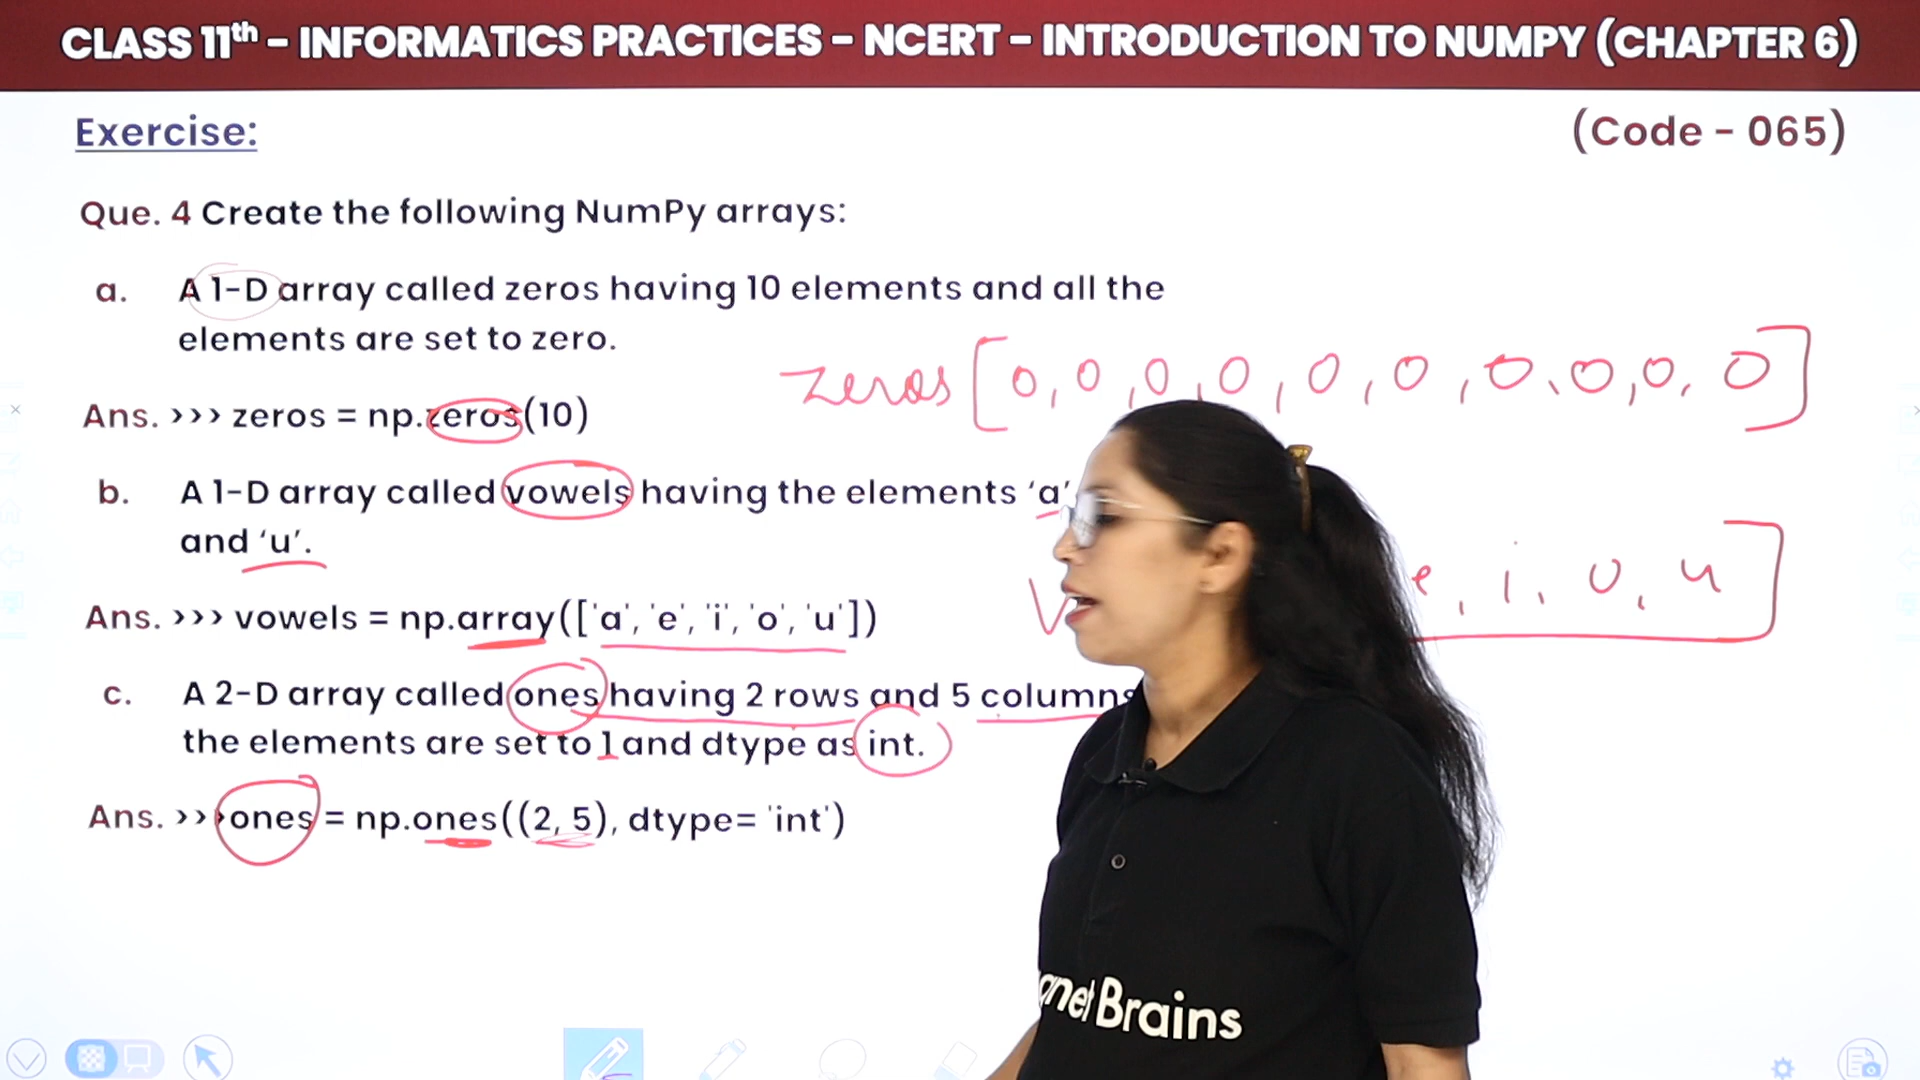 CLASS 11th – INFORMATICS PRACTICES – NCERT – INTRODUCTION TO NUMPY (CHAPTER 6)
Exercise:
(Code - 065)
Que. 4 Create the following NumPy arrays:
a. A 1-D array called zeros having 10 elements and all the
elements are set to zero.
zeros [0, 0, 0, 0, 0, 0, 0, 0, 0, 0]
Ans. >>> zeros = np.zeros(10)
b. A 1-D array called vowels having the elements 'a'
and 'u'.
e, i, o, u]
Ans. >>> vowels = np.array(['a', 'e', 'i', 'o', 'u'])
c. A 2-D array called ones having 2 rows and 5 columns
the elements are set to 1 and dtype as int.
Ans. >>> ones = np.ones((2, 5), dtype= 'int')
Brains